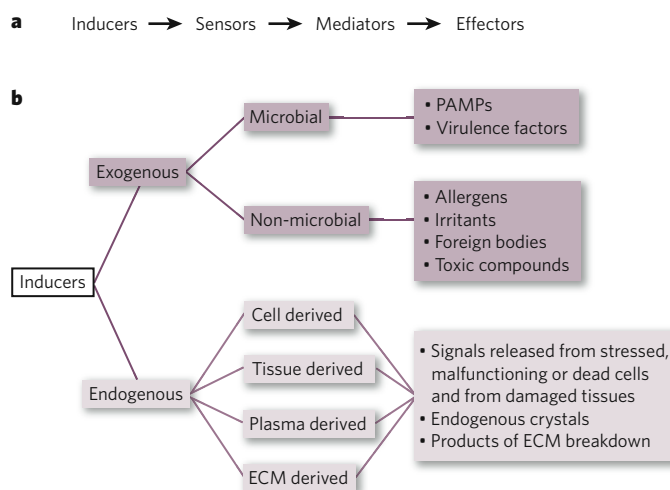 a Inducers → Sensors → Mediators → Effectors
b
Microbial
• PAMPs
• Virulence factors
Exogenous
Non-microbial
• Allergens
• Irritants
• Foreign bodies
• Toxic compounds
Inducers
Cell derived
Tissue derived
Endogenous
Plasma derived
ECM derived
• Signals released from stressed,
malfunctioning or dead cells
and from damaged tissues
• Endogenous crystals
• Products of ECM breakdown